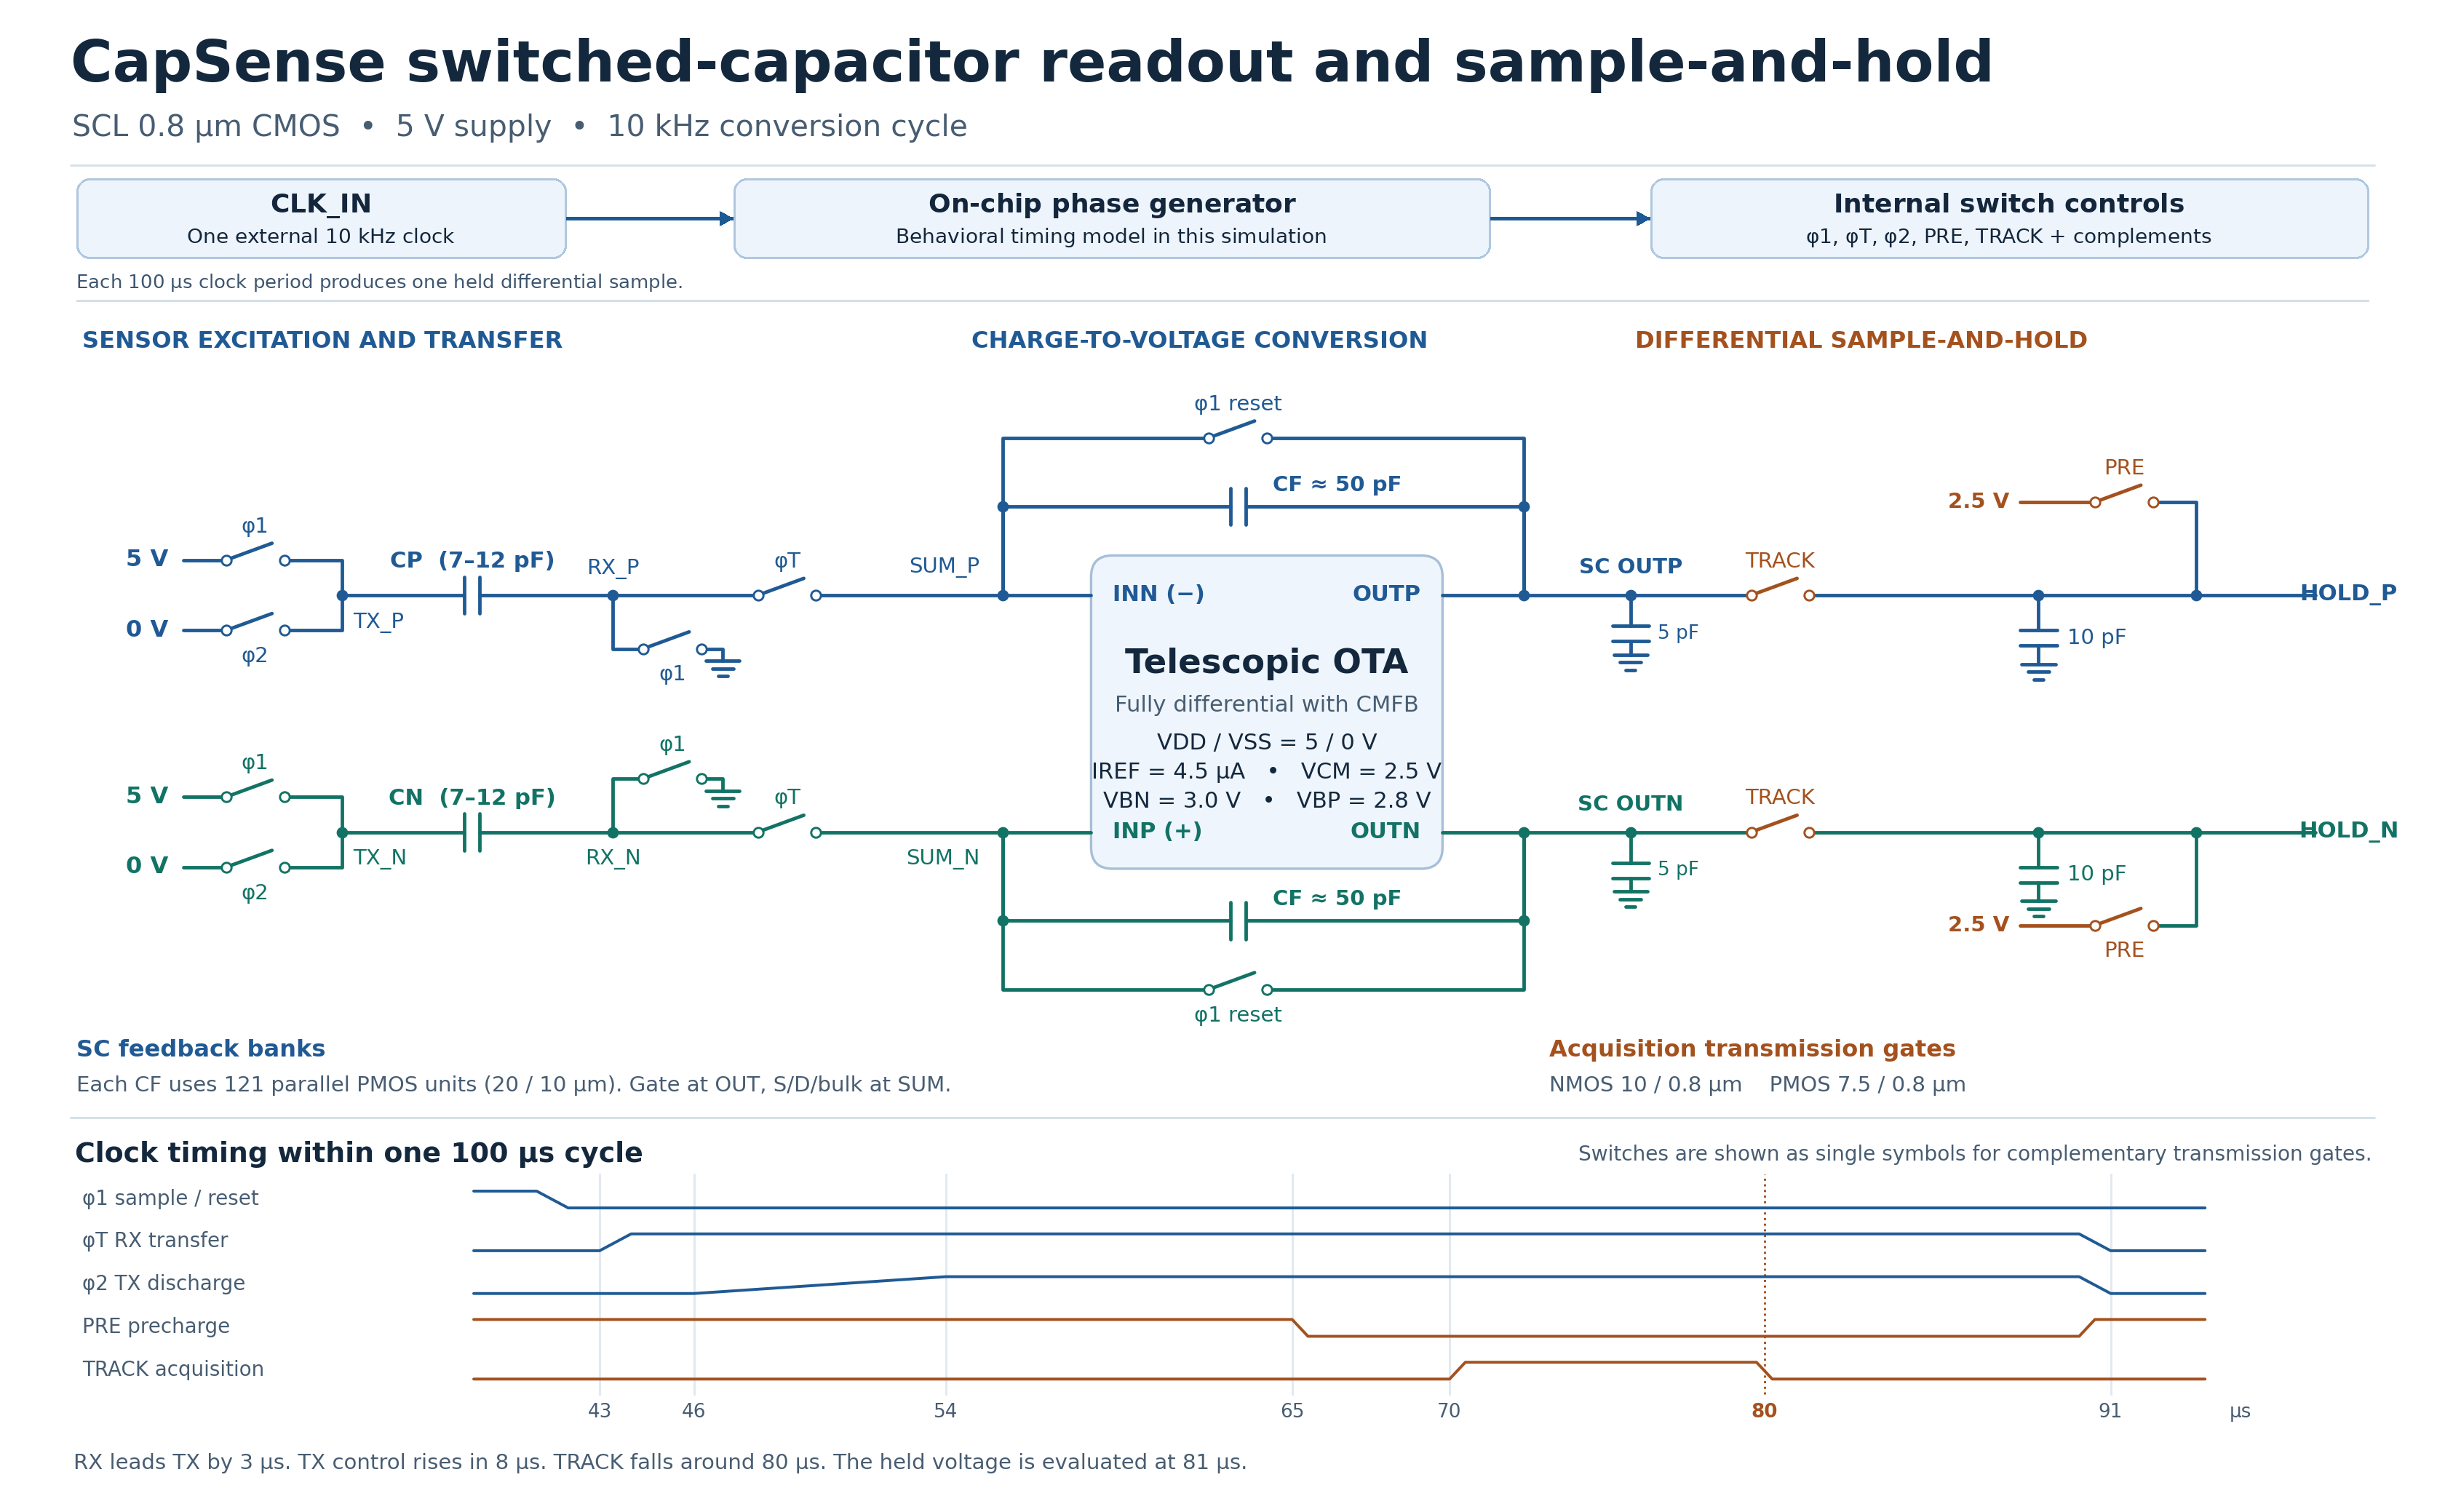 CapSense switched-capacitor readout and sample-and-hold
SCL 0.8 µm CMOS • 5 V supply • 10 kHz conversion cycle
CLK_IN
One external 10 kHz clock
On-chip phase generator
Behavioral timing model in this simulation
Internal switch controls
φ1, φT, φ2, PRE, TRACK + complements
Each 100 µs clock period produces one held differential sample.
SENSOR EXCITATION AND TRANSFER
CHARGE-TO-VOLTAGE CONVERSION
DIFFERENTIAL SAMPLE-AND-HOLD
φ1 reset
CF ≈ 50 pF
PRE
2.5 V
φ1
5 V
CP (7–12 pF)
RX_P
φT
SUM_P
SC OUTP
TRACK
0 V
TX_P
φ2
φ1
INN (−)
OUTP
5 pF
10 pF
HOLD_P
Telescopic OTA
Fully differential with CMFB
VDD / VSS = 5 / 0 V
IREF = 4.5 µA • VCM = 2.5 V
VBN = 3.0 V • VBP = 2.8 V
INP (+)
OUTN
φ1
5 V
CN (7–12 pF)
φ1
φT
0 V
TX_N
φ2
RX_N
SUM_N
SC OUTN
TRACK
HOLD_N
5 pF
10 pF
2.5 V
PRE
CF ≈ 50 pF
φ1 reset
SC feedback banks
Each CF uses 121 parallel PMOS units (20 / 10 µm). Gate at OUT, S/D/bulk at SUM.
Acquisition transmission gates
NMOS 10 / 0.8 µm PMOS 7.5 / 0.8 µm
Clock timing within one 100 µs cycle
Switches are shown as single symbols for complementary transmission gates.
φ1 sample / reset
φT RX transfer
φ2 TX discharge
PRE precharge
TRACK acquisition
43 46 54 65 70 80 91 µs
RX leads TX by 3 µs. TX control rises in 8 µs. TRACK falls around 80 µs. The held voltage is evaluated at 81 µs.